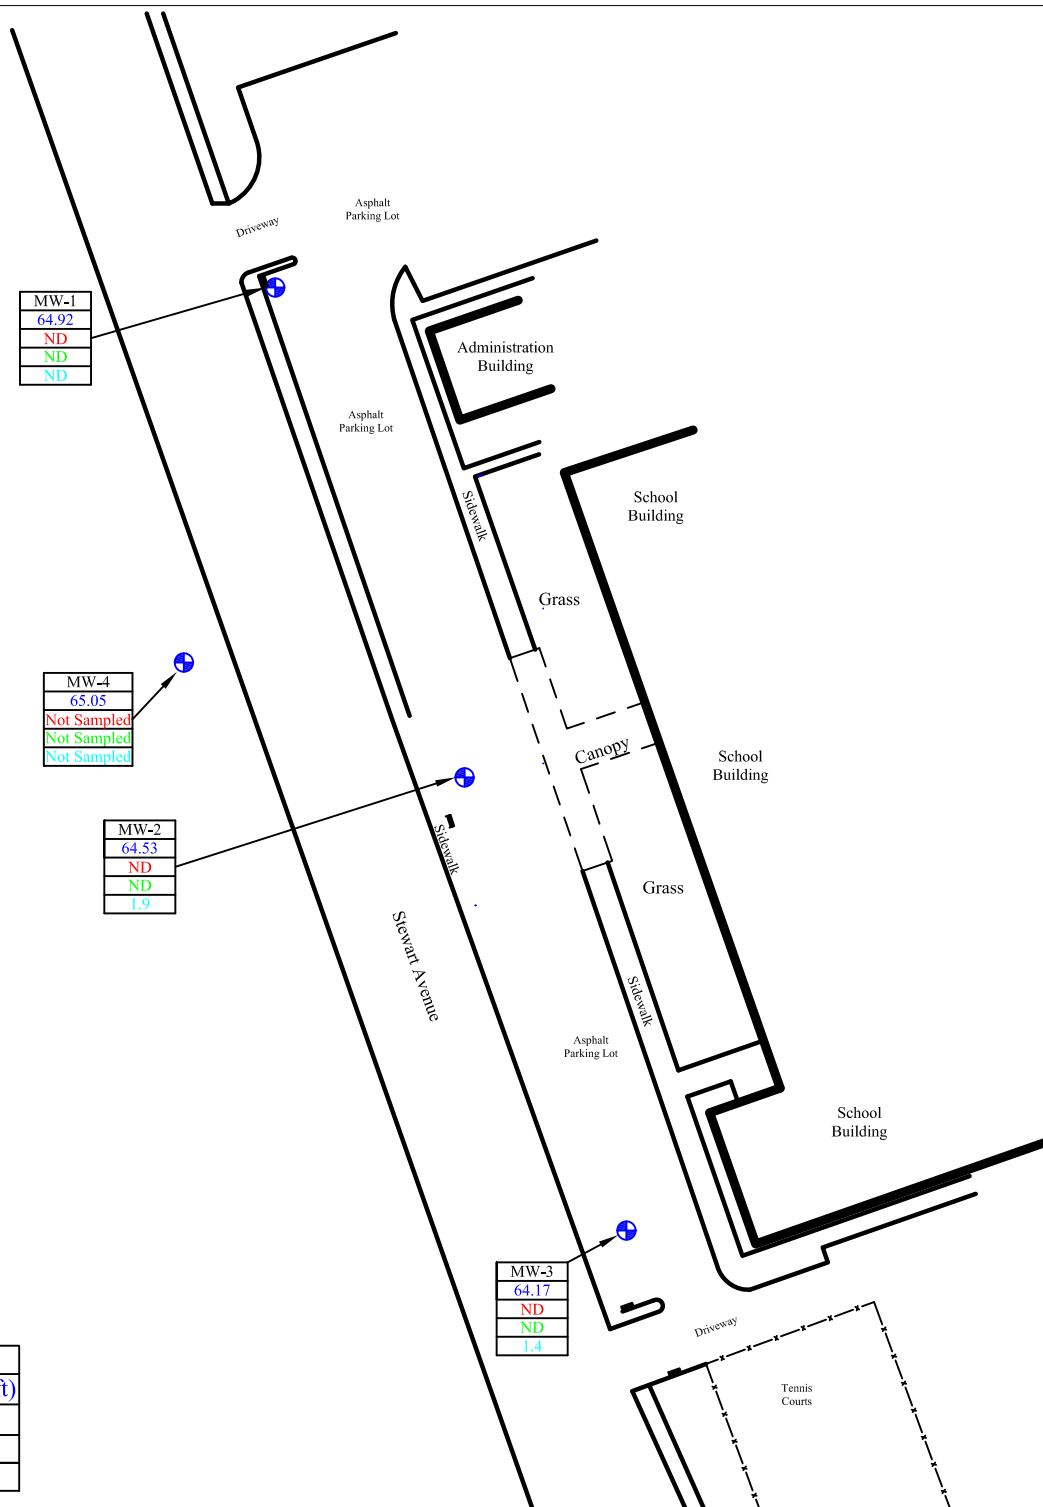 Asphalt
Parking Lot
Driveway
MW-1
64.92
ND
ND
ND
Administration
Building
Asphalt
Parking Lot
Sidewalk
School
Building
Grass
MW-4
65.05
Not Sampled
Not Sampled
Not Sampled
Canopy
School
Building
MW-2
64.53
ND
ND
1.9
Sidewalk
Grass
Stewart Avenue
Sidewalk
Asphalt
Parking Lot
School
Building
MW-3
64.17
ND
ND
1.4
Driveway
Tennis
Courts
ft)